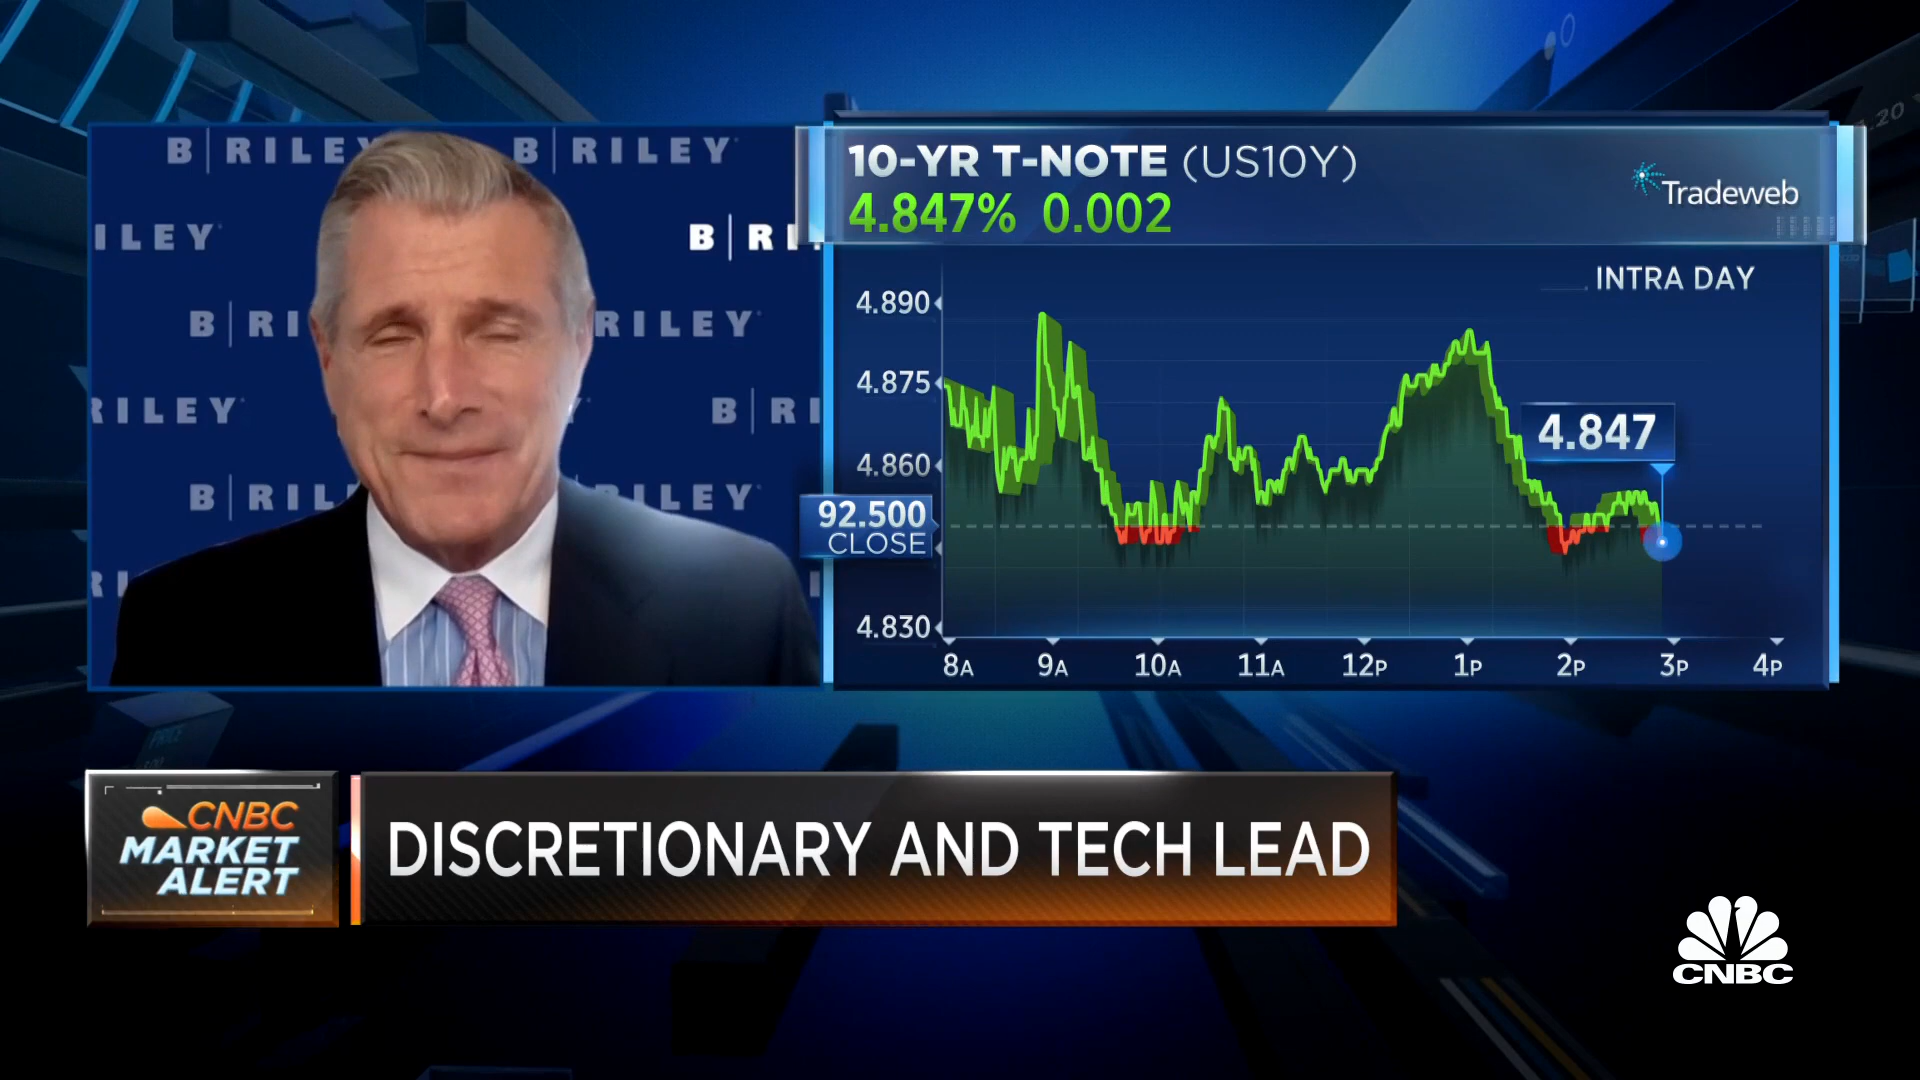 B|RILEY
B|RILEY
ILEY
B|RI
B|RI
RILEY
RILEY
B|RI
B|RIL
RILEY
10-YR T-NOTE (US10Y)
4.847% 0.002
Tradeweb
INTRA DAY
4.890
4.875
4.860
4.847
92.500
CLOSE
4.830
8A 9A 10A 11A 12P 1P 2P 3P 4P
CNBC
MARKET
ALERT
DISCRETIONARY AND TECH LEAD
CNBC